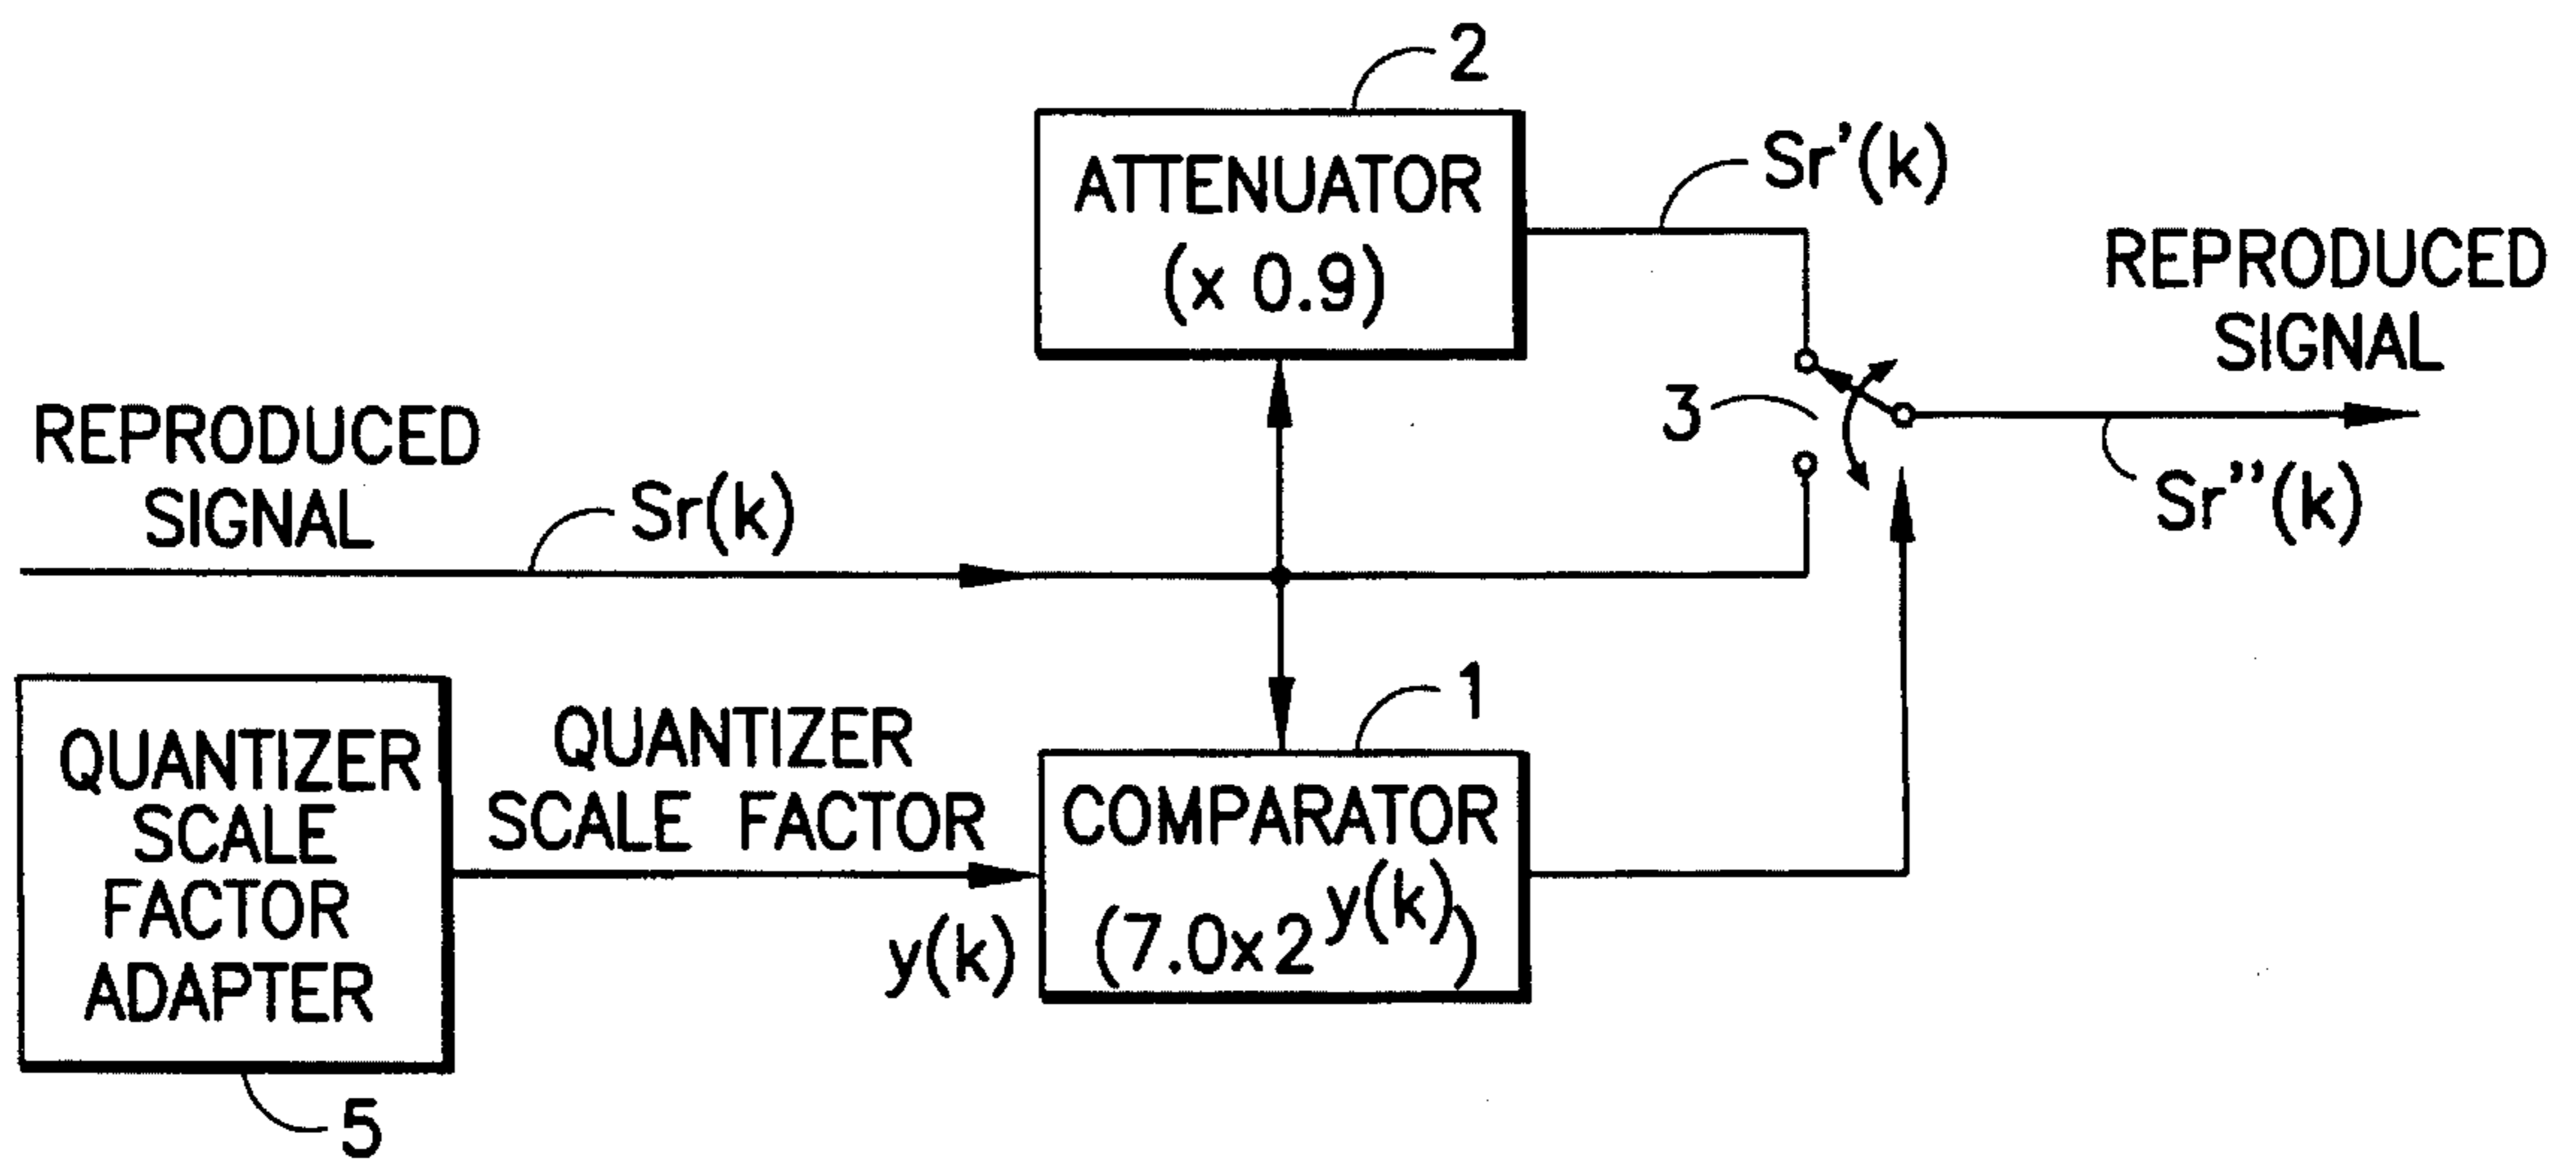 2
ATTENUATOR
(x 0.9)
Sr'(k)
REPRODUCED
SIGNAL
3
Sr''(k)
REPRODUCED
SIGNAL
Sr(k)
1
COMPARATOR
(7.0x2^y(k))
QUANTIZER
SCALE FACTOR
y(k)
QUANTIZER
SCALE
FACTOR
ADAPTER
5